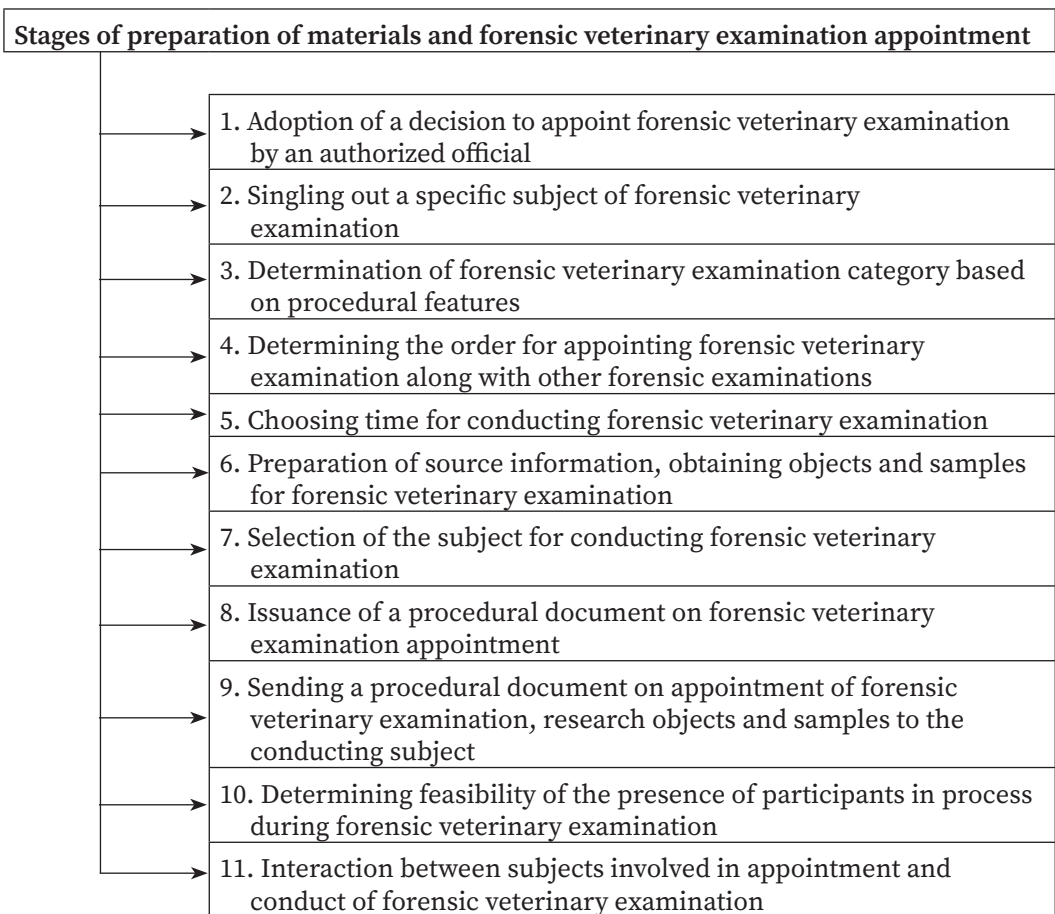 Stages of preparation of materials and forensic veterinary examination appointment
1. Adoption of a decision to appoint forensic veterinary examination
by an authorized official
2. Singling out a specific subject of forensic veterinary
examination
3. Determination of forensic veterinary examination category based
on procedural features
4. Determining the order for appointing forensic veterinary
examination along with other forensic examinations
5. Choosing time for conducting forensic veterinary examination
6. Preparation of source information, obtaining objects and samples
for forensic veterinary examination
7. Selection of the subject for conducting forensic veterinary
examination
8. Issuance of a procedural document on forensic veterinary
examination appointment
9. Sending a procedural document on appointment of forensic
veterinary examination, research objects and samples to the
conducting subject
10. Determining feasibility of the presence of participants in process
during forensic veterinary examination
11. Interaction between subjects involved in appointment and
conduct of forensic veterinary examination